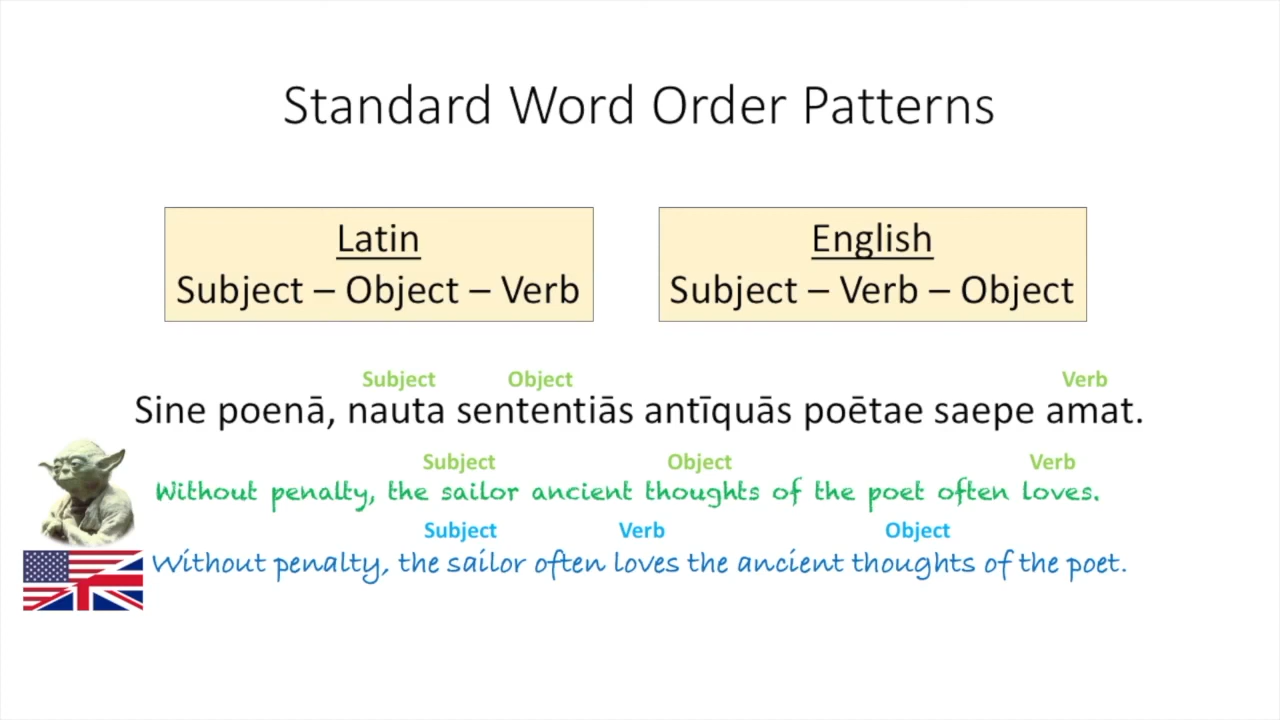 Standard Word Order Patterns
Latin
Subject – Object – Verb
English
Subject – Verb – Object
Subject Object Verb
Sine poenā, nauta sententiās antīquās poētae saepe amat.
Subject Object Verb
Without penalty, the sailor ancient thoughts of the poet often loves.
Subject Verb Object
Without penalty, the sailor often loves the ancient thoughts of the poet.